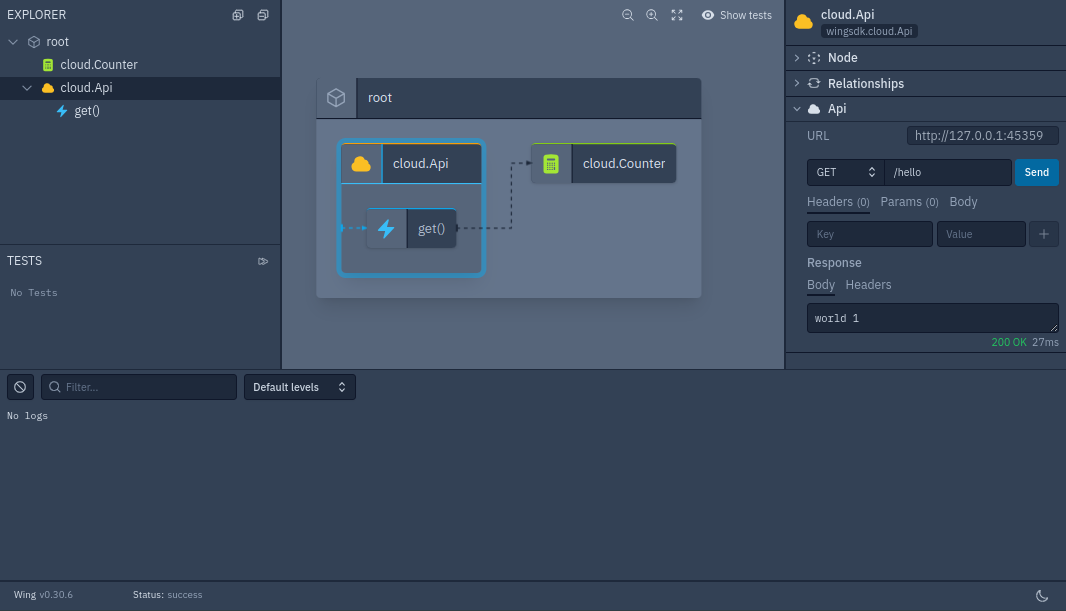 EXPLORER
root
cloud.Counter
cloud.Api
get()
TESTS
No Tests
Show tests
root
cloud.Api
cloud.Counter
get()
cloud.Api
wingsdk.cloud.Api
Node
Relationships
Api
URL
http://127.0.0.1:45359
GET
/hello
Send
Headers (0) Params (0) Body
Key
Value
Response
Body Headers
world 1
200 OK 27ms
Filter...
Default levels
No logs
Wing v0.30.6
Status: success